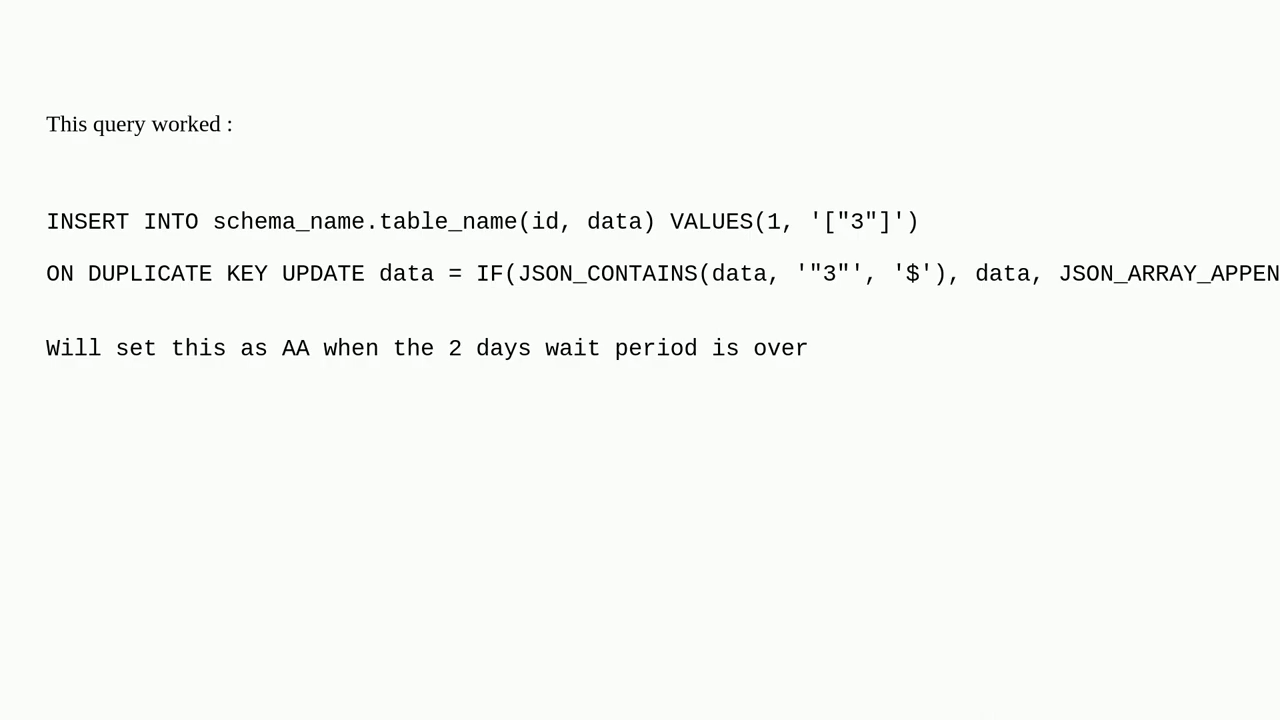 This query worked :
INSERT INTO schema_name.table_name(id, data) VALUES(1, '["3"]')
ON DUPLICATE KEY UPDATE data = IF(JSON_CONTAINS(data, '"3"', '$'), data, JSON_ARRAY_APPEN
Will set this as AA when the 2 days wait period is over